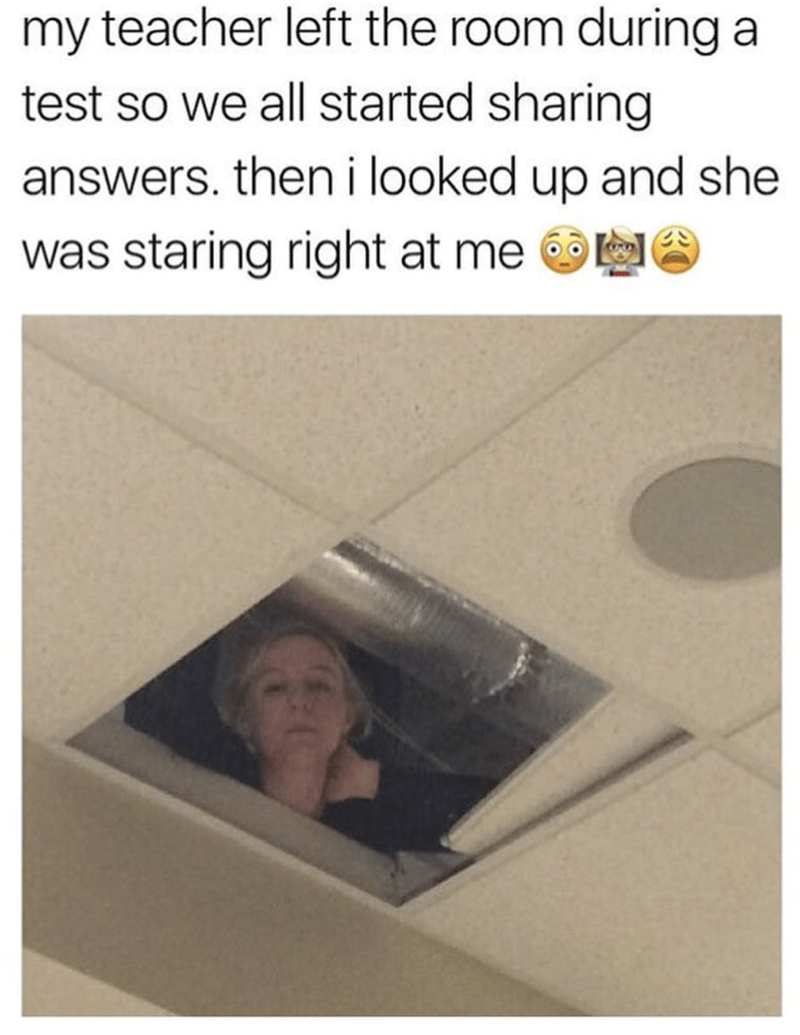 my teacher left the room during a
test so we all started sharing
answers. then i looked up and she
was staring right at me 😳👩🏼‍🏫😩